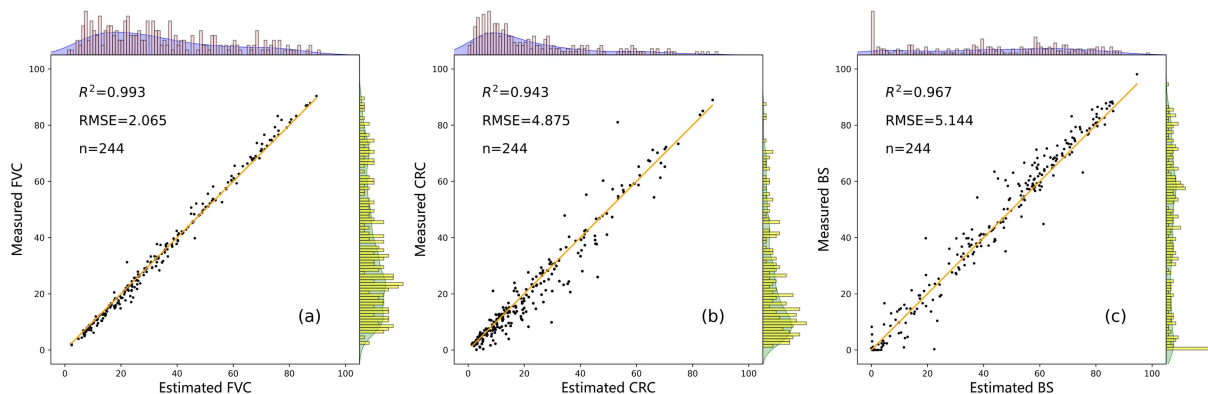 100
80
60
40
20
0
Measured FVC
R²=0.993
RMSE=2.065
n=244
(a)
0 20 40 60 80 100
Estimated FVC
100
80
60
40
20
0
Measured CRC
R²=0.943
RMSE=4.875
n=244
(b)
0 20 40 60 80 100
Estimated CRC
100
80
60
40
20
0
Measured BS
R²=0.967
RMSE=5.144
n=244
(c)
0 20 40 60 80 100
Estimated BS